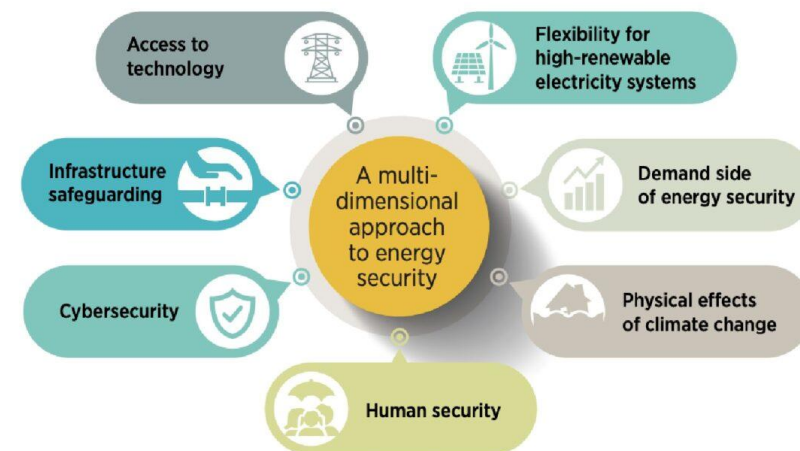 Access to
technology
Flexibility for
high-renewable
electricity systems
Infrastructure
safeguarding
A multi-
dimensional
approach
to energy
security
Demand side
of energy security
Cybersecurity
Physical effects
of climate change
Human security